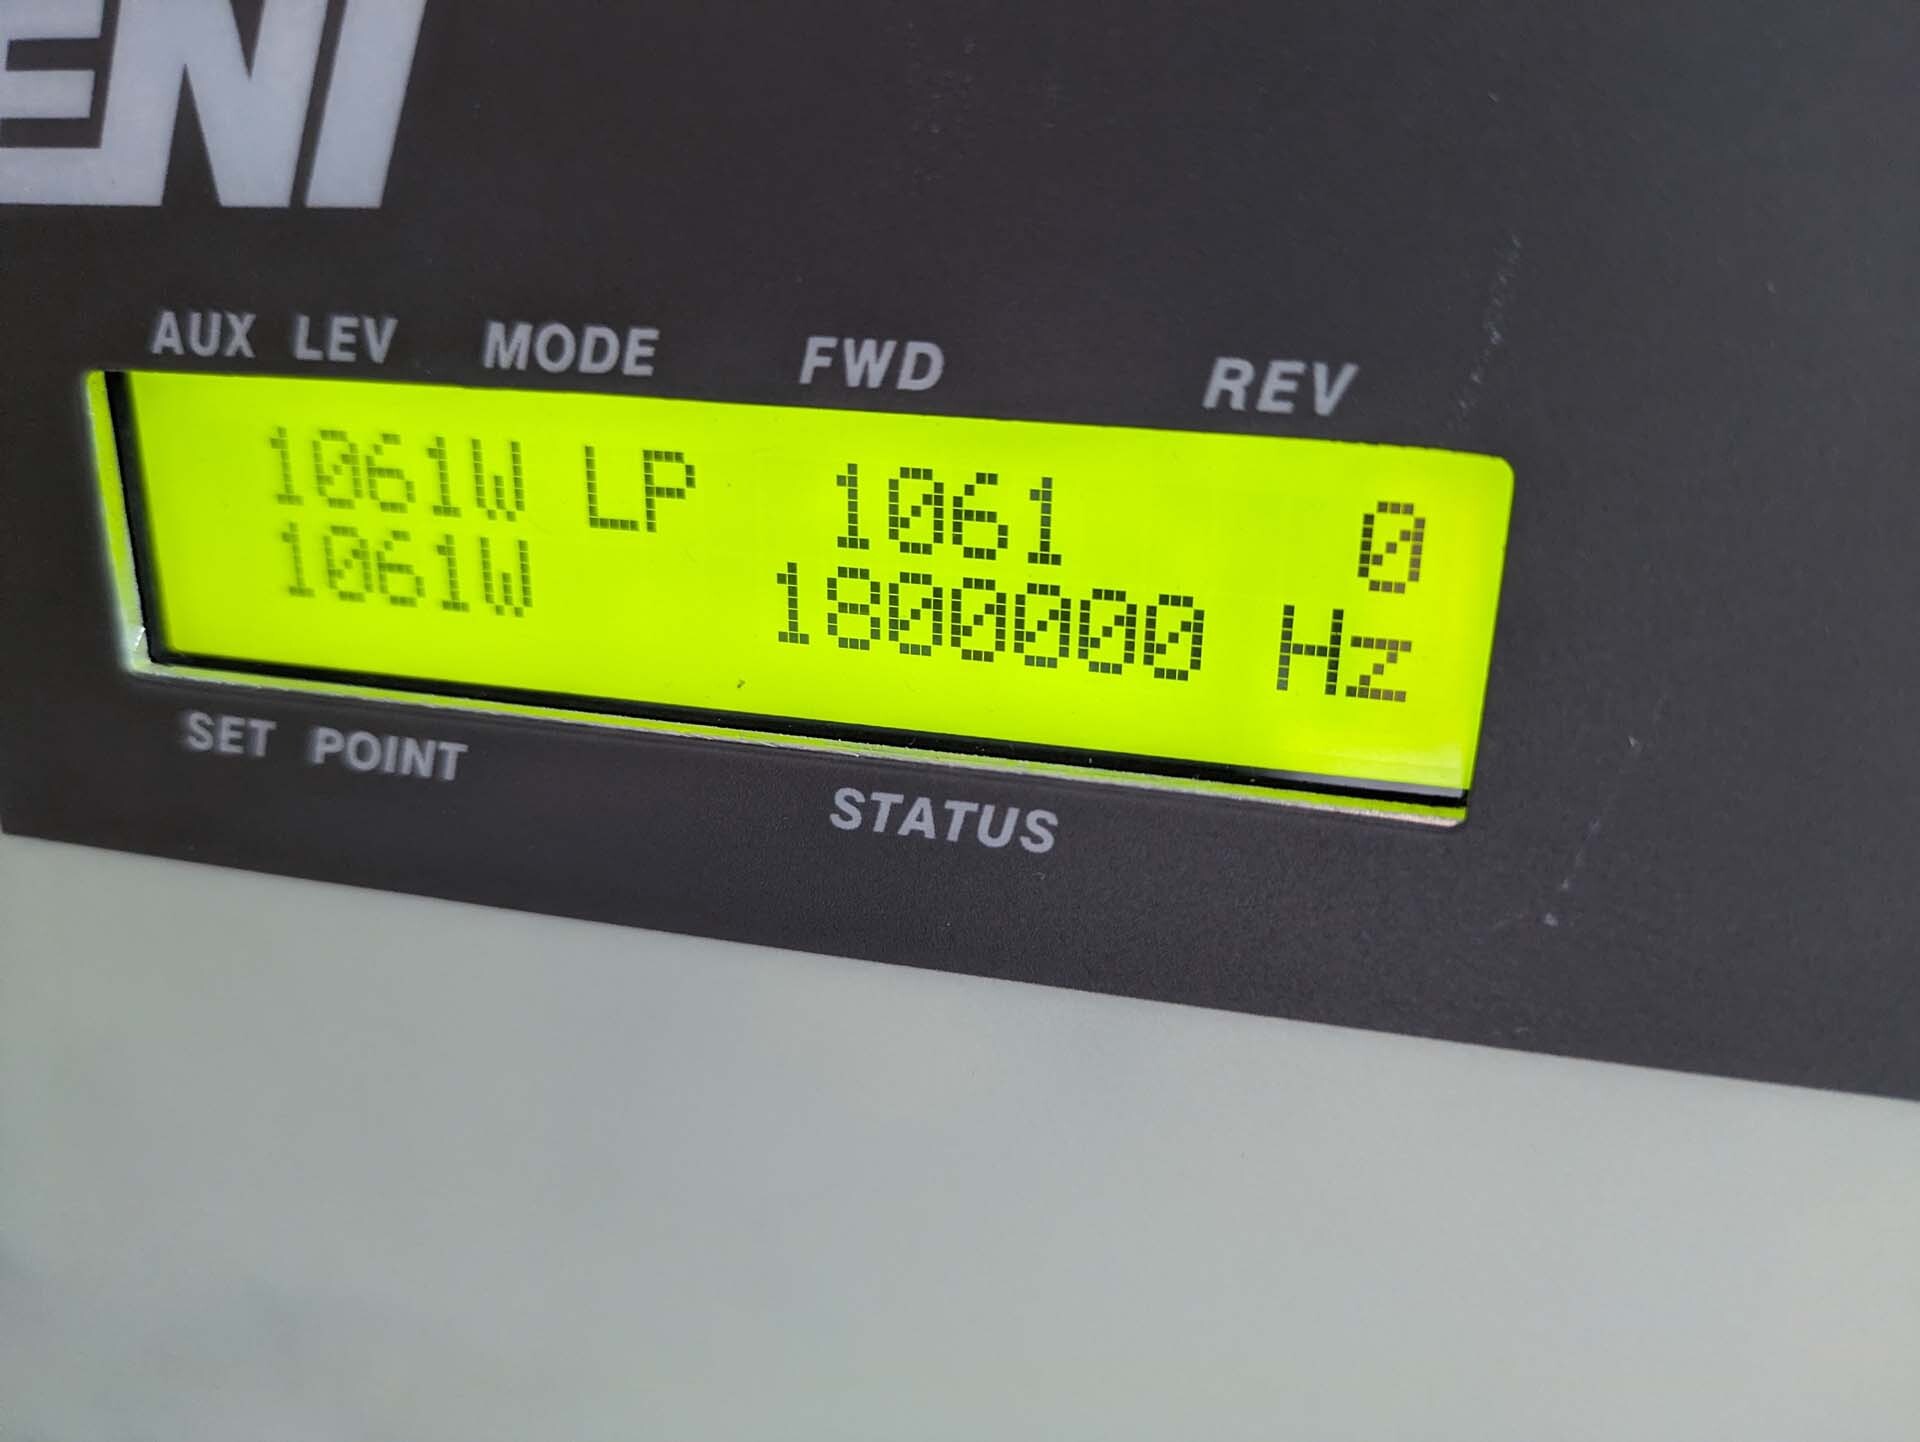 ENI
AUX LEV MODE FWD REV
1061W LP 1061 0
1061W 1800000 Hz
SET POINT STATUS